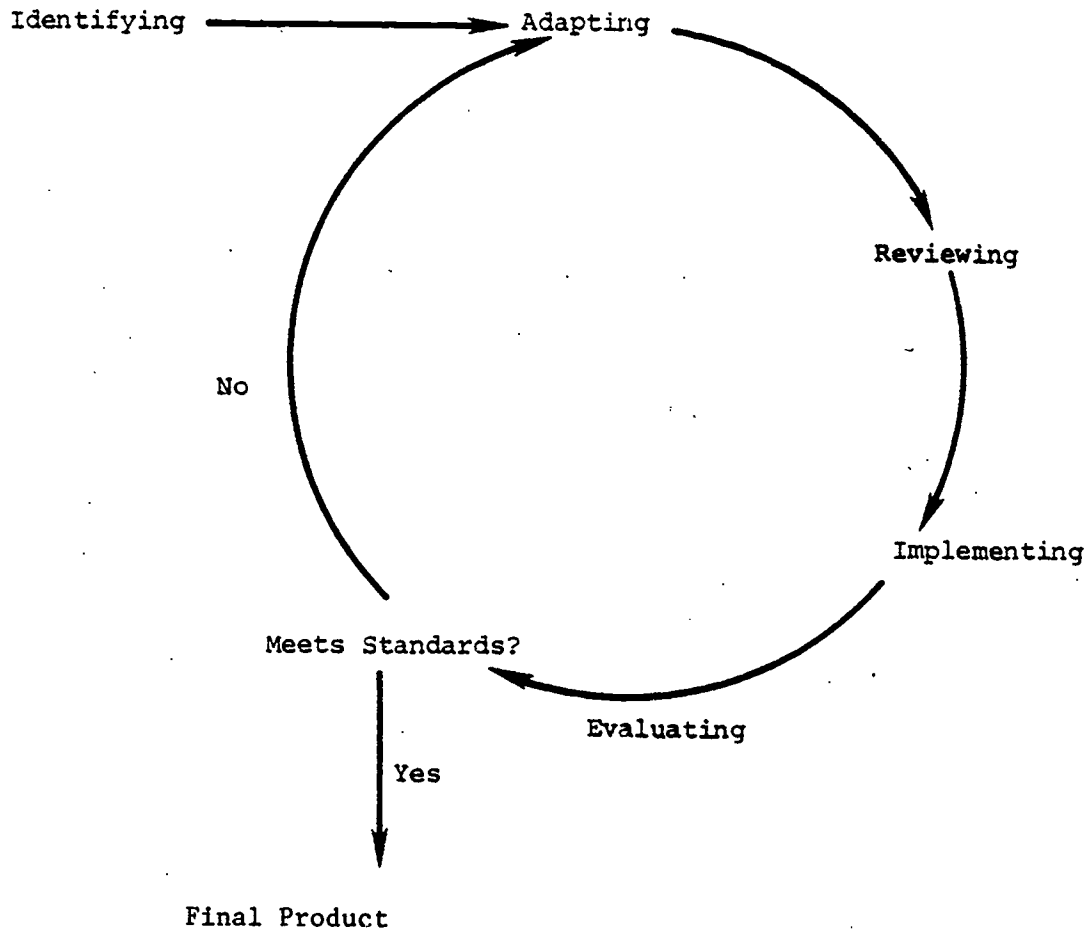 Identifying
Adapting
Reviewing
No
Implementing
Meets Standards?
Evaluating
Yes
Final Product